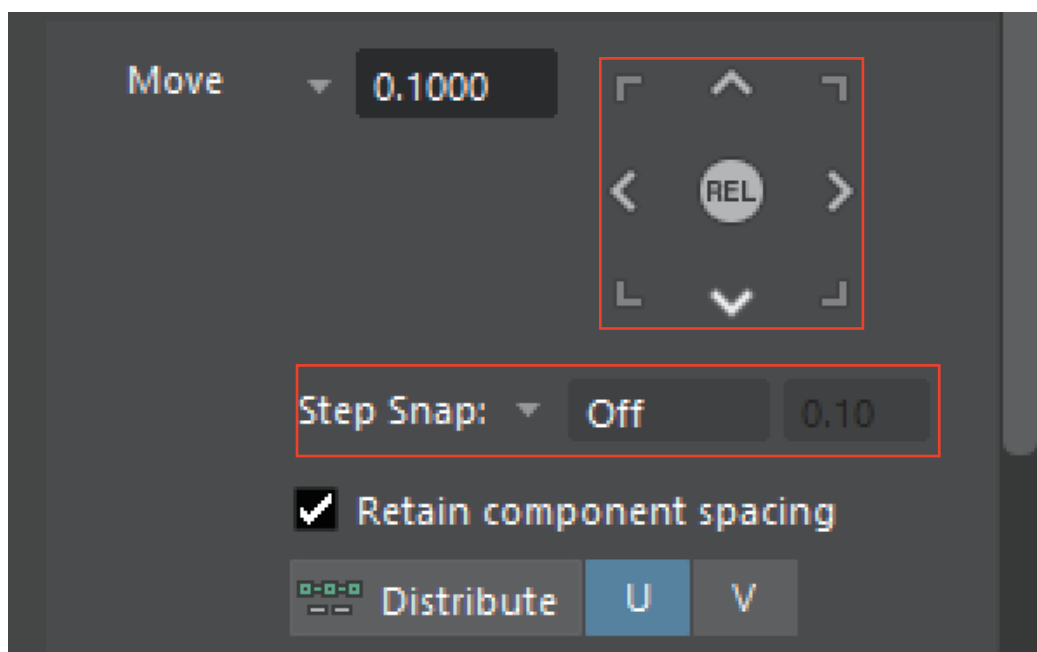 Move 0.1000
REL
Step Snap: Off 0.10
Retain component spacing
Distribute U V